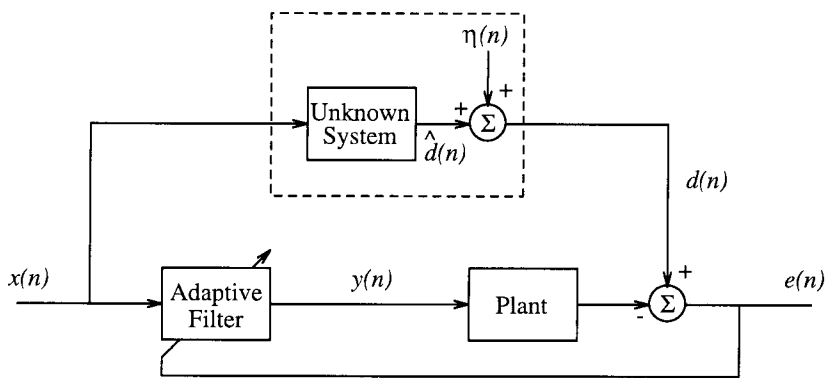 η(n)
+
+
Unknown
System
Σ
d̂(n)
d(n)
x(n)
Adaptive
Filter
y(n)
Plant
+
-
Σ
e(n)